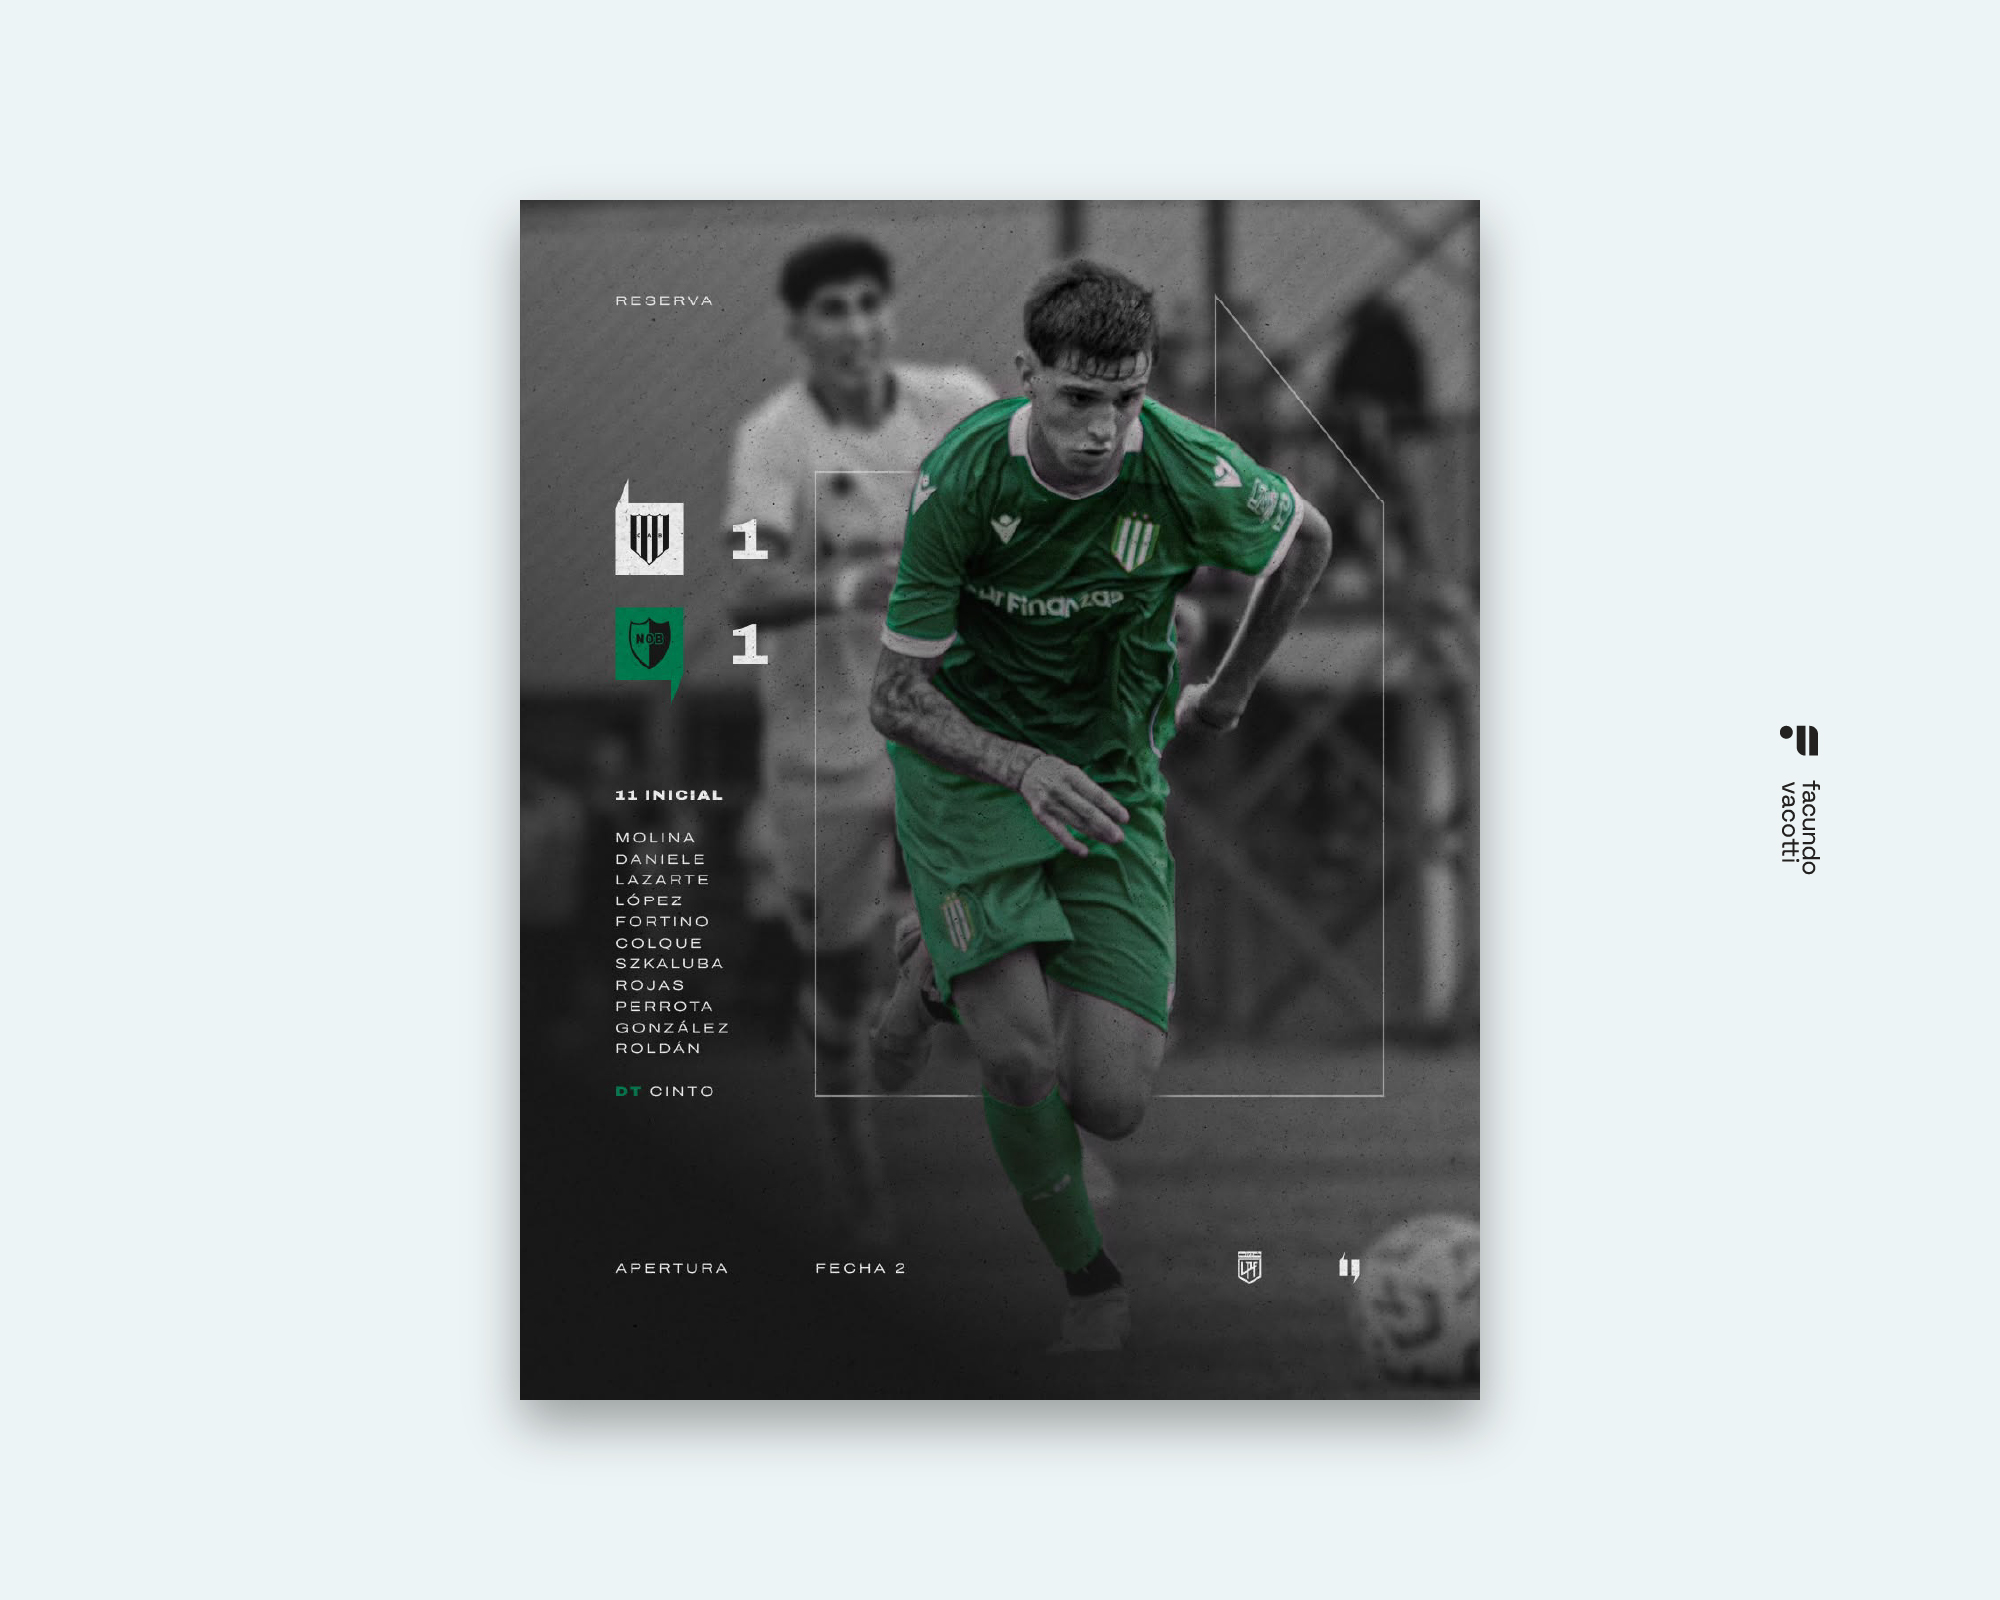 RESERVA
CAB
1
NOB
1
11 INICIAL
MOLINA
DANIELE
LAZARTE
LÓPEZ
FORTINO
COLQUE
SZKALUBA
ROJAS
PERROTA
GONZÁLEZ
ROLDÁN
DT CINTO
Finanzas
APERTURA
FECHA 2
LPF
facundo
vacotti